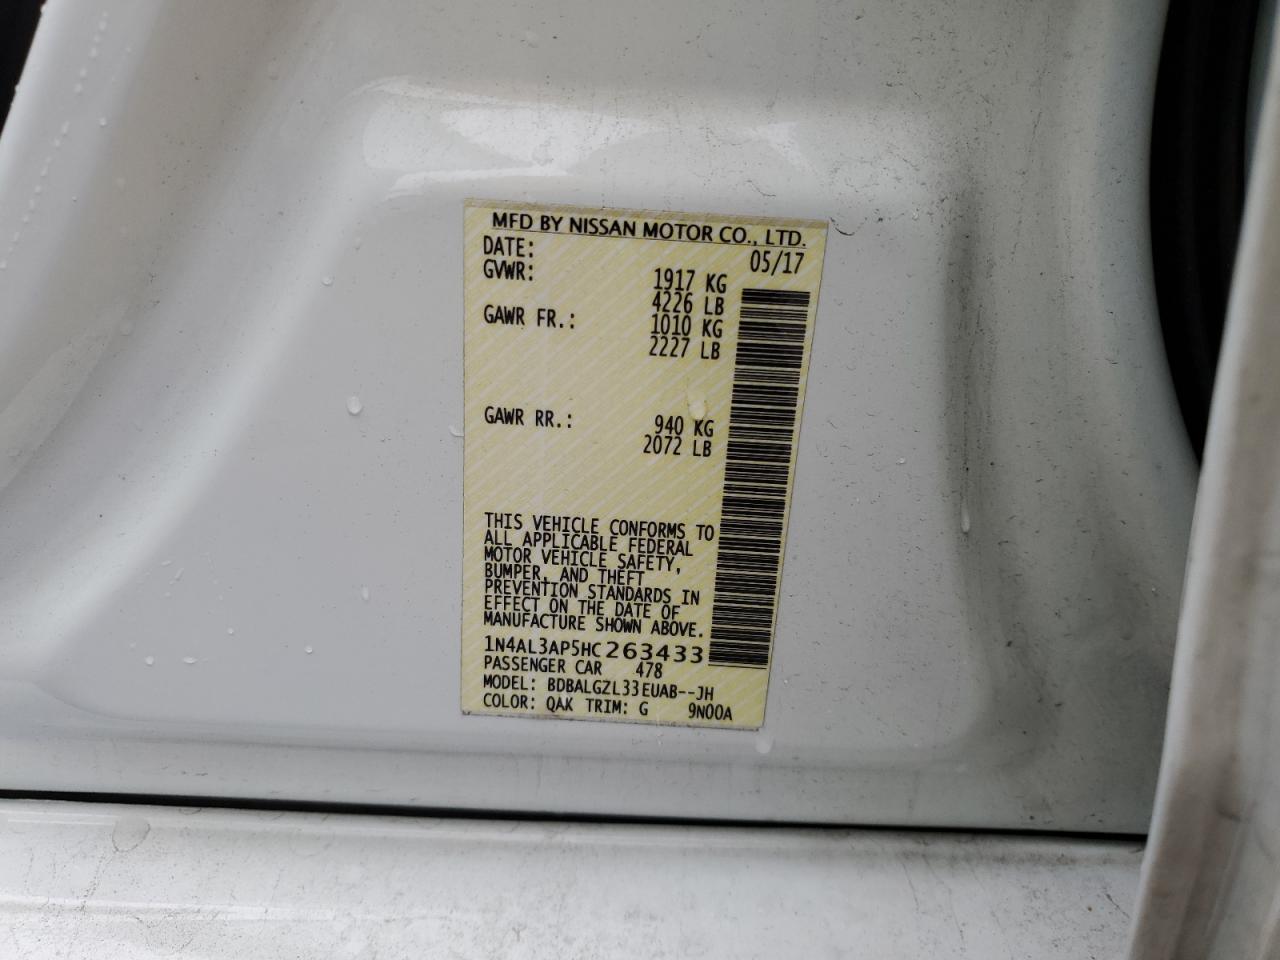 MFD BY NISSAN MOTOR CO., LTD.
DATE: 05/17
GVWR: 1917 KG
4226 LB
GAWR FR.: 1010 KG
2227 LB
GAWR RR.: 940 KG
2072 LB
THIS VEHICLE CONFORMS TO
ALL APPLICABLE FEDERAL
MOTOR VEHICLE SAFETY,
BUMPER, AND THEFT
PREVENTION STANDARDS IN
EFFECT ON THE DATE OF
MANUFACTURE SHOWN ABOVE.
1N4AL3AP5HC263433
PASSENGER CAR 478
MODEL: BDBALGZL33EUAB--JH
COLOR: QAK TRIM: G 9N00A